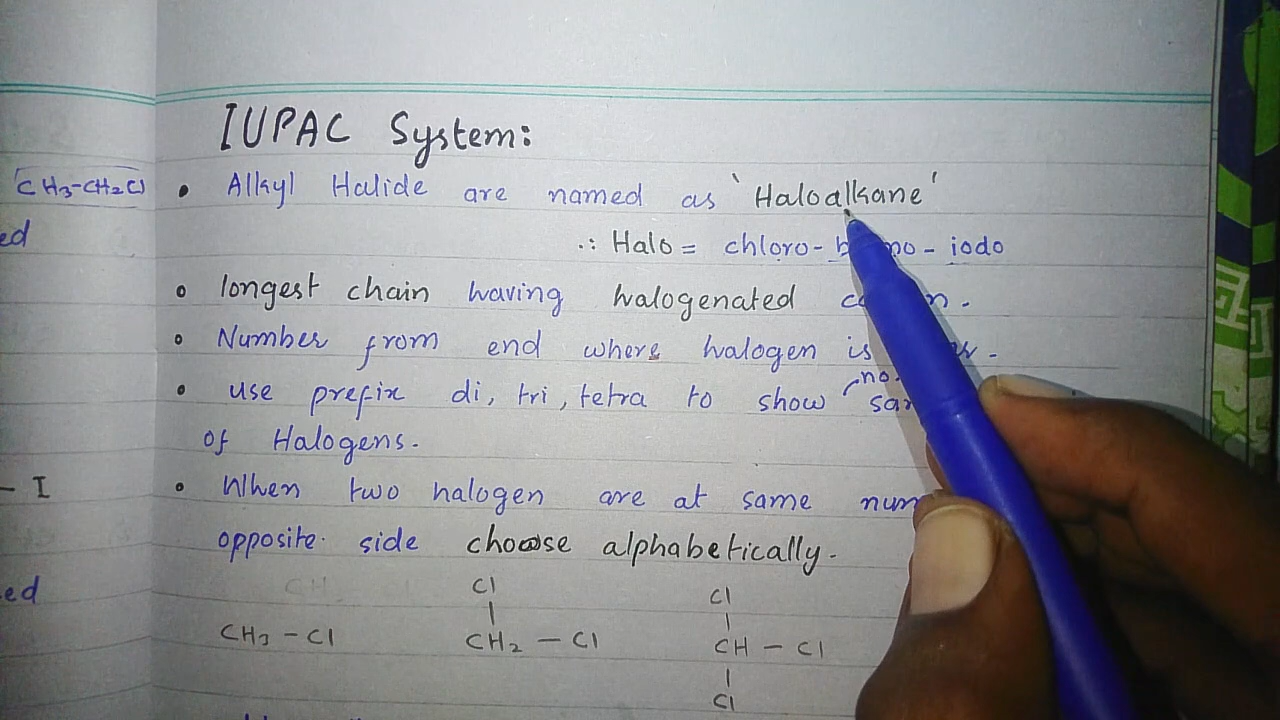 IUPAC System:
CH3-CH2Cl • Alkyl Halide are named as 'Haloalkane'
ed
∴ Halo = chloro - iodo
• longest chain having halogenated
• Number from end where halogen is
no.
• use prefix di, tri, tetra to show
of Halogens.
- I
• When two halogen are at same
opposite side choose alphabetically.
ed
Cl Cl
| |
CH3 - Cl CH2 - Cl CH - Cl
|
Cl